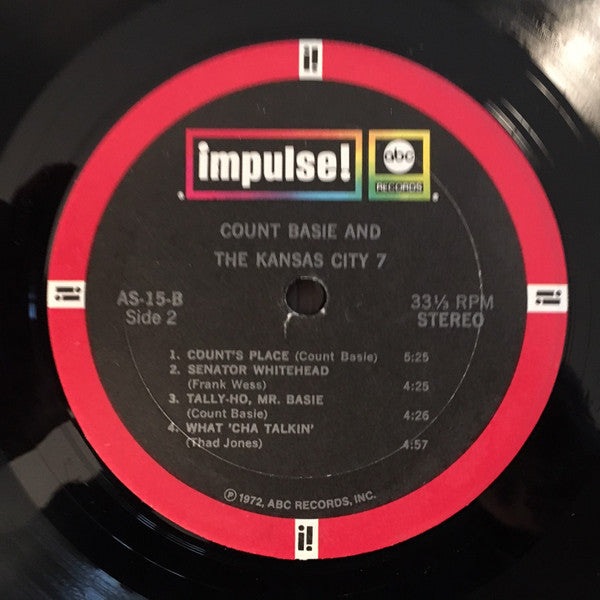 i!
impulse!
abc
RECORDS
COUNT BASIE AND
THE KANSAS CITY 7
i!
i!
AS-15-B
Side 2
33⅓ RPM
STEREO
1. COUNT'S PLACE (Count Basie) 5:25
2. SENATOR WHITEHEAD
(Frank Wess) 4:25
3. TALLY-HO, MR. BASIE
(Count Basie) 4:26
4. WHAT 'CHA TALKIN'
(Thad Jones) 4:57
℗ 1972, ABC RECORDS, INC.
i!